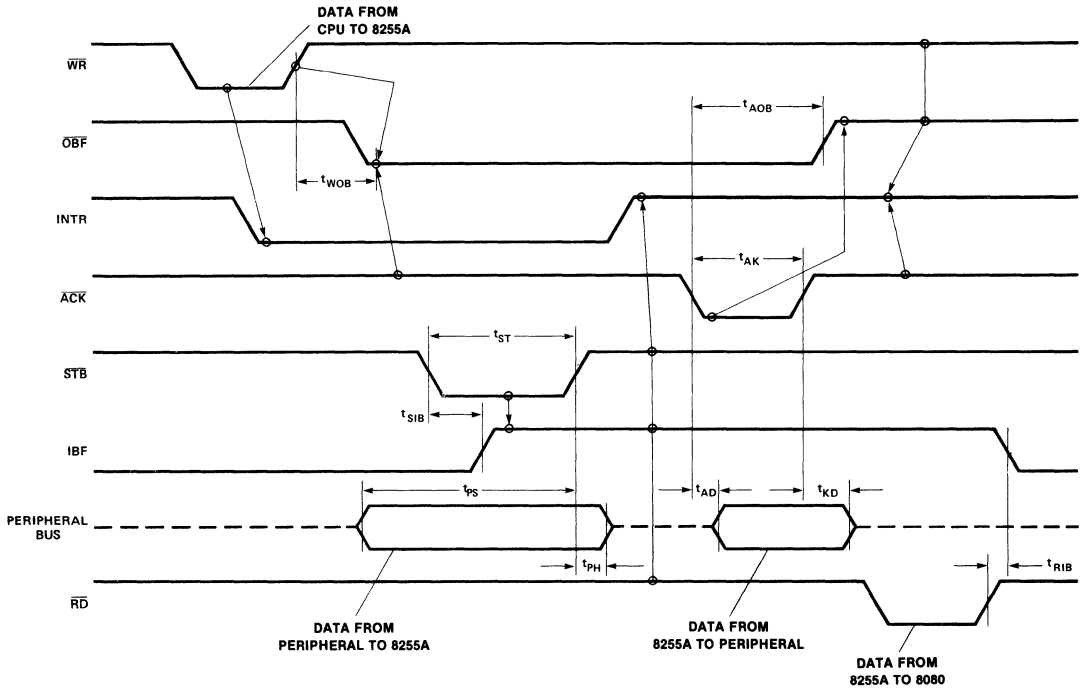 DATA FROM
CPU TO 8255A
WR
tAOB
OBF
tWOB
INTR
tAK
ACK
tST
STB
tSIB
IBF
tPS
tAD
tKD
PERIPHERAL
BUS
tPH
tRIB
RD
DATA FROM
PERIPHERAL TO 8255A
DATA FROM
8255A TO PERIPHERAL
DATA FROM
8255A TO 8080